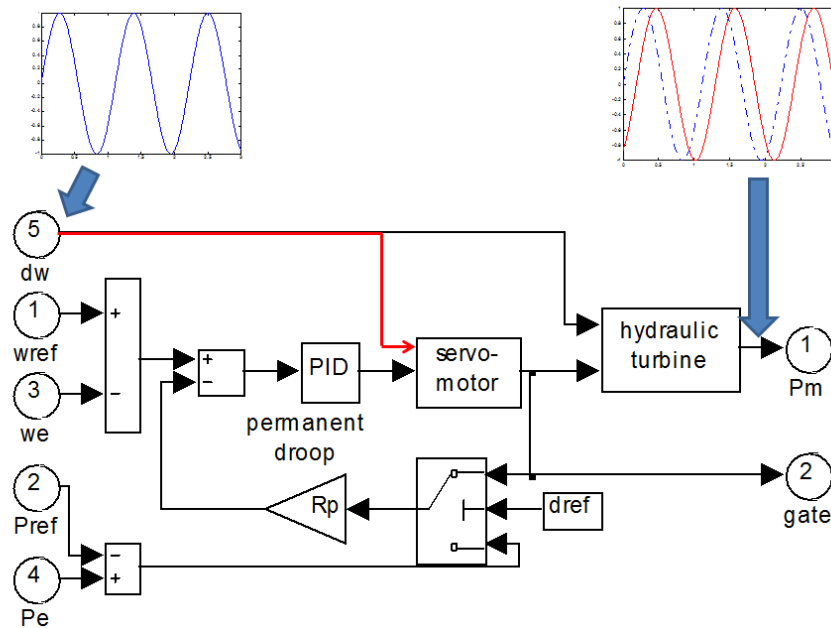 5
dw
1
wref
3
we
2
Pref
4
Pe
+
−
+
−
−
+
PID
permanent
droop
servo-
motor
hydraulic
turbine
1
Pm
Rp
dref
2
gate